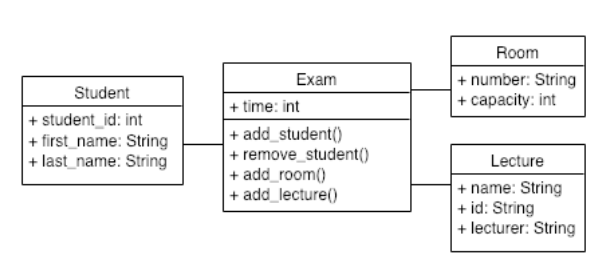 Student
+ student_id: int
+ first_name: String
+ last_name: String
Exam
+ time: int
+ add_student()
+ remove_student()
+ add_room()
+ add_lecture()
Room
+ number: String
+ capacity: int
Lecture
+ name: String
+ id: String
+ lecturer: String